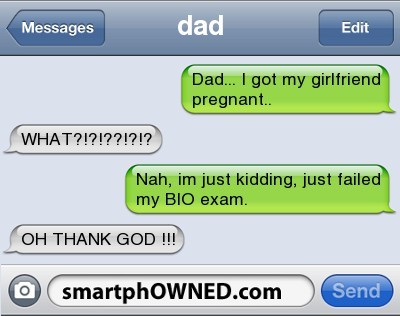 Messages dad Edit
Dad... I got my girlfriend
pregnant..
WHAT?!?!??!?!?
Nah, im just kidding, just failed
my BIO exam.
OH THANK GOD !!!
smartphOWNED.com Send